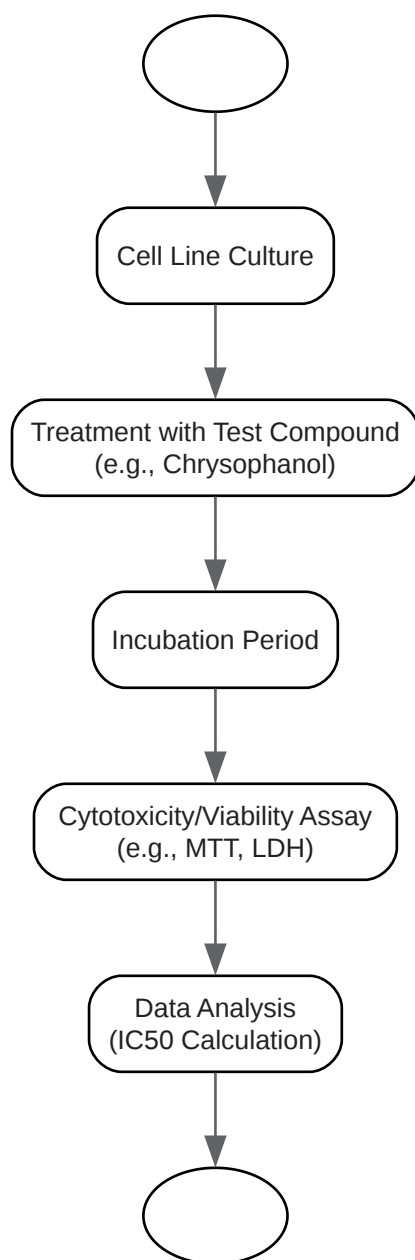 Cell Line Culture
Treatment with Test Compound
(e.g., Chrysophanol)
Incubation Period
Cytotoxicity/Viability Assay
(e.g., MTT, LDH)
Data Analysis
(IC50 Calculation)